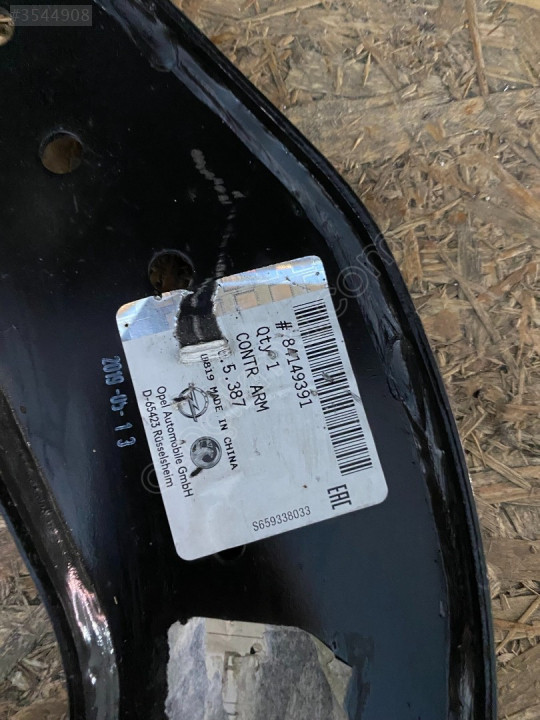 #3544908
# 84149391
Qty 1
CONTR ARM
.5.387
MADE IN CHINA
Opel Automobile GmbH
D-65423 Rüsselsheim
EAC
S659338033
2019-05-13